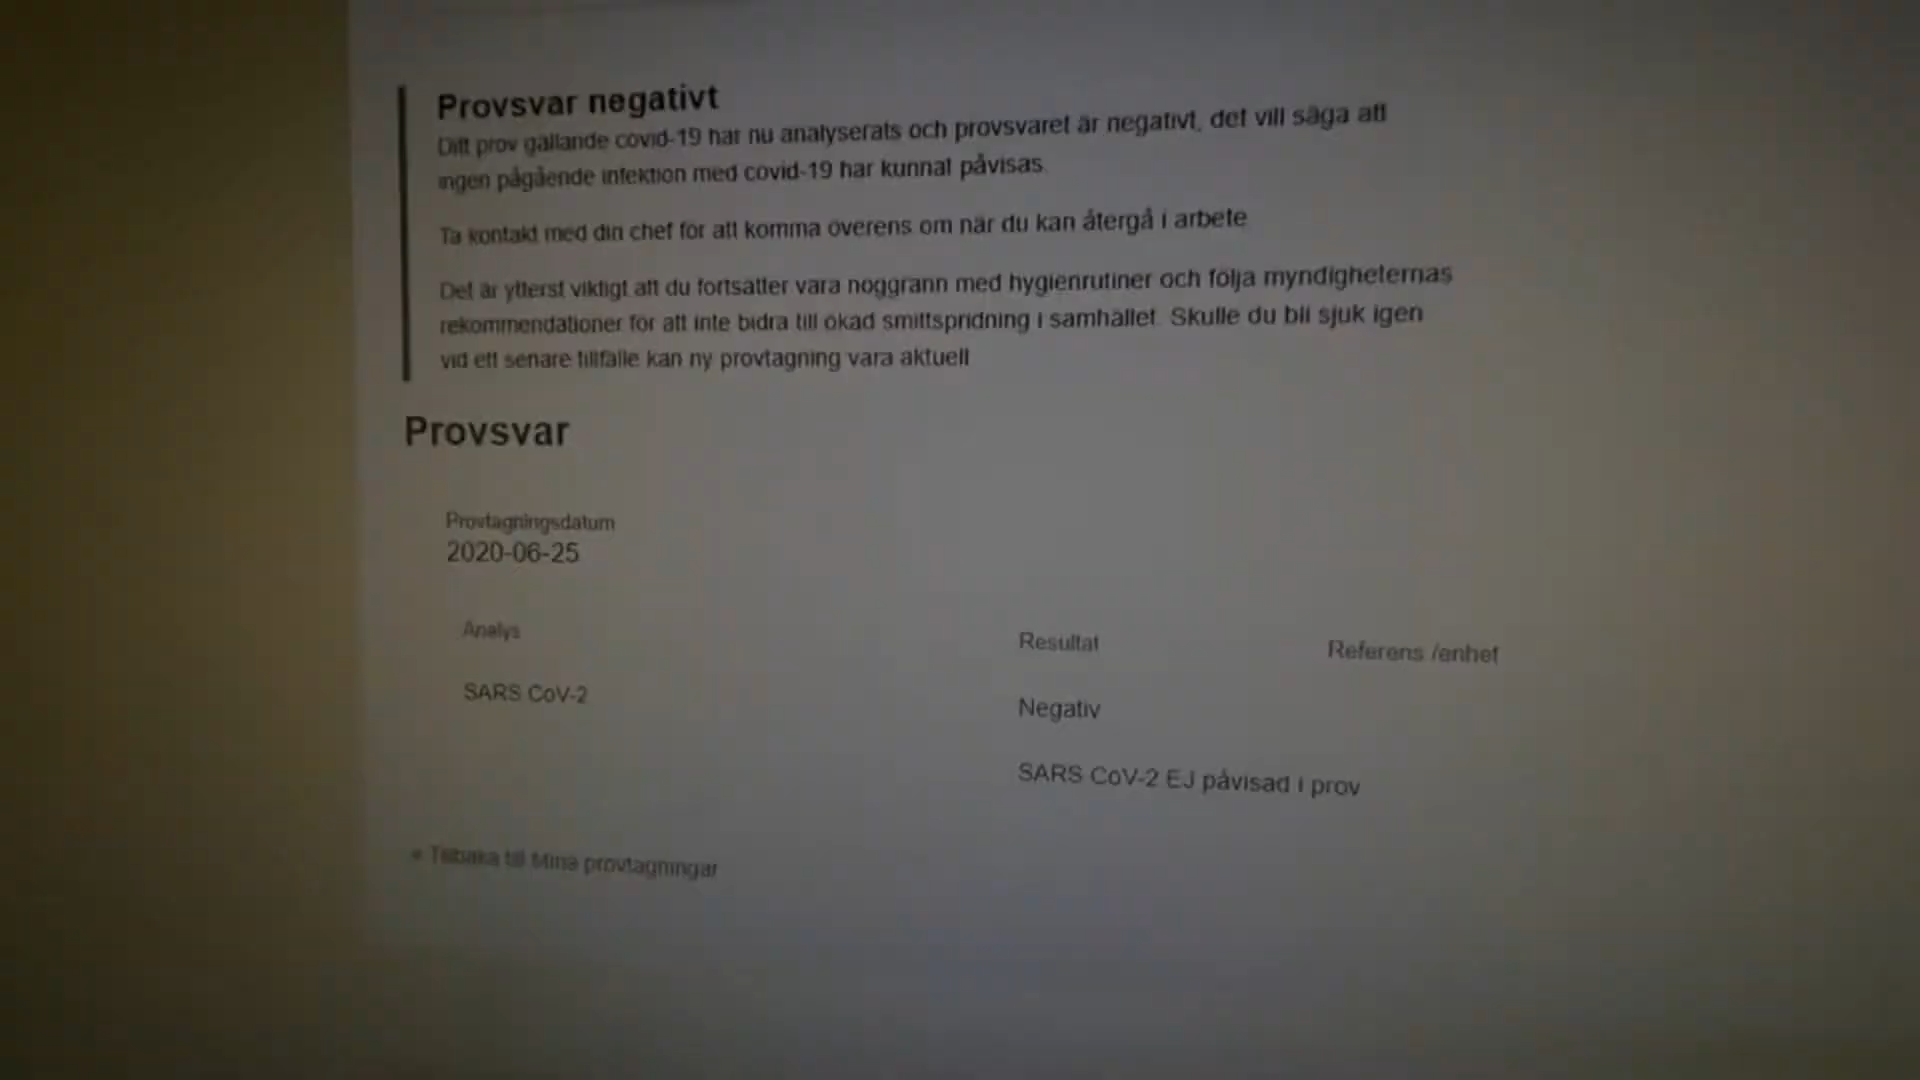 Provsvar negativt
Ditt prov gällande covid-19 har nu analyserats och provsvaret är negativt, det vill säga att
ingen pågående infektion med covid-19 har kunnat påvisas.
Ta kontakt med din chef för att komma överens om när du kan återgå i arbete
Det är ytterst viktigt att du fortsätter vara noggrann med hygienrutiner och följa myndigheternas
rekommendationer för att inte bidra till ökad smittspridning i samhället. Skulle du bli sjuk igen
vid ett senare tillfälle kan ny provtagning vara aktuell
Provsvar
Provtagningsdatum
2020-06-25
Analys Resultat Referens /enhet
SARS CoV-2 Negativ
SARS CoV-2 EJ påvisad i prov
« Tillbaka till Mina provtagningar